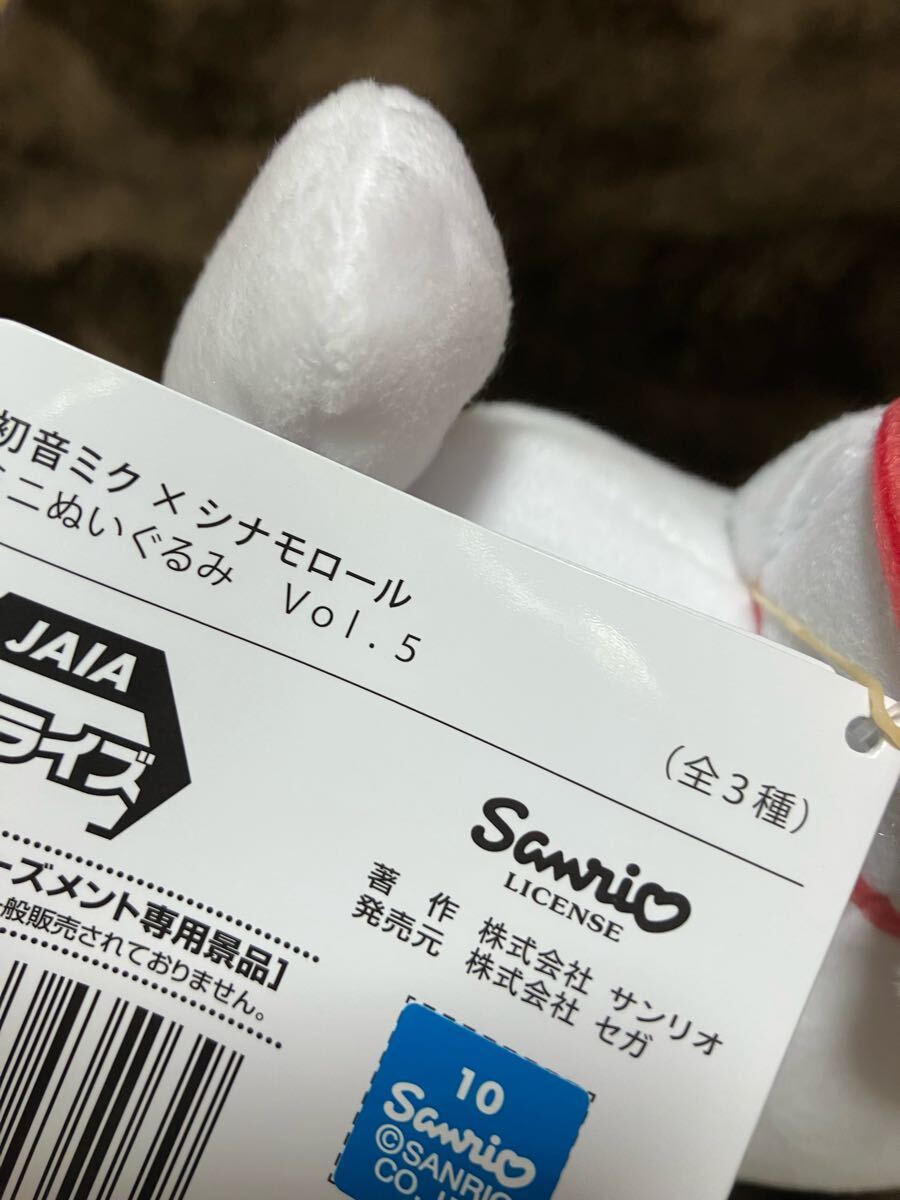 初音ミク×シナモロール
ミニぬいぐるみ Vol.5
(全3種)
JAIA
ライズ
Sanrio
LICENSE
著 作 株式会社 サンリオ
発売元 株式会社 セガ
ーズメント専用景品]
般販売されておりません。
10
Sanrio
©SANRIO
CO.,